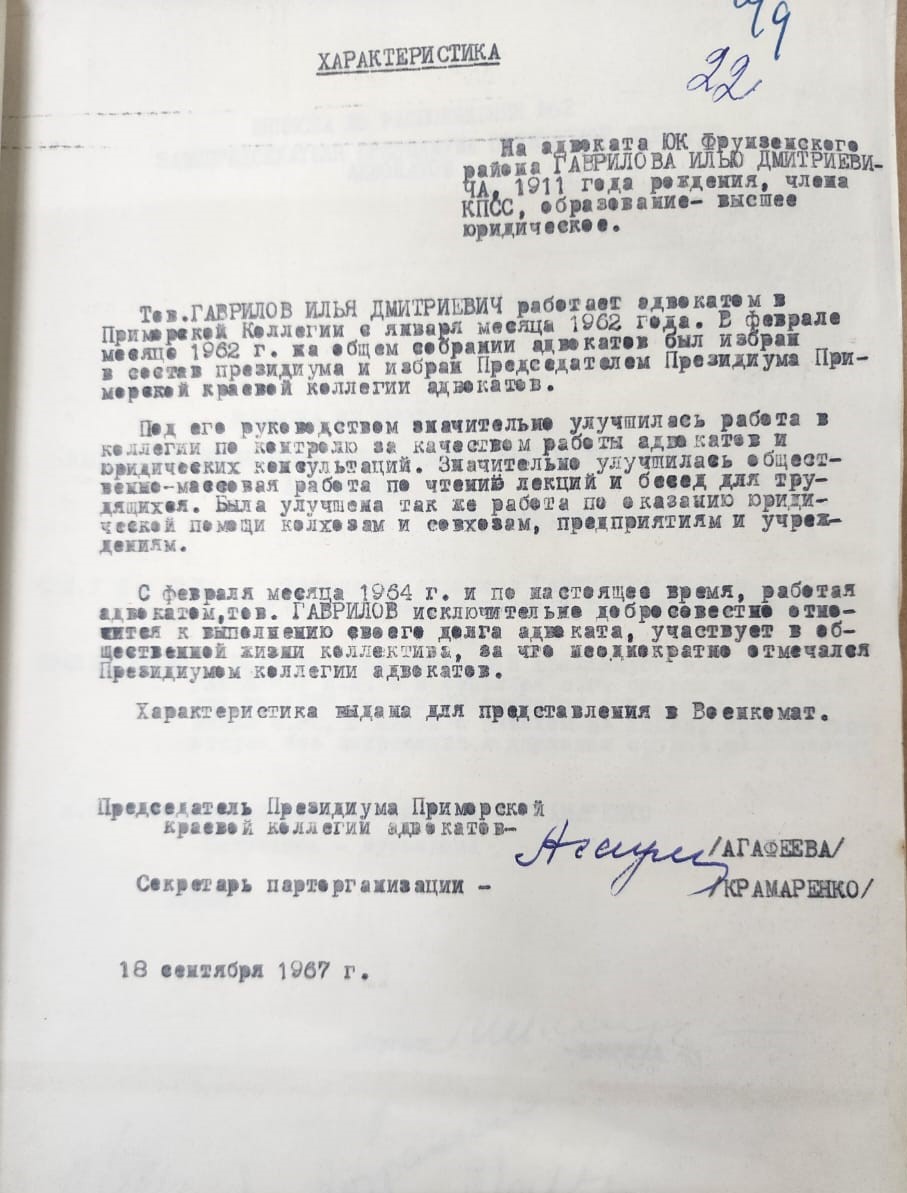 49
22
ХАРАКТЕРИСТИКА
На адвоката ЮК Фрунзенского
района ГАВРИЛОВА ИЛЬЮ ДМИТРИЕВИ-
ЧА, 1911 года рождения, члена
КПСС, образование- высшее
юридическое.
Тов.ГАВРИЛОВ ИЛЬЯ ДМИТРИЕВИЧ работает адвокатом в
Приморской Коллегии с января месяца 1962 года. В феврале
месяце 1962 г. на общем собрании адвокатов был избран
в состав президиума и избран Председателем Президиума При-
морской краевой коллегии адвокатов.
Под его руководством значительно улучшилась работа в
коллегии по контролю за качеством работы адвокатов и
юридических консультаций. Значительно улучшилась общест-
венно-массовая работа по чтению лекций и бесед для тру-
дящихся. Была улучшена так же работа по оказанию юриди-
ческой помощи колхозам и совхозам, предприятиям и учреж-
дениям.
С февраля месяца 1964 г. и по настоящее время, работая
адвокатом,тов. ГАВРИЛОВ исключительно добросовестно отно-
сится к выполнению своего долга адвоката, участвует в об-
щественной жизни коллектива, за что неоднократно отмечался
Президиумом коллегии адвокатов.
Характеристика выдана для представления в Военкомат.
Председатель Президиума Приморской
краевой коллегии адвокатов-
/АГАФЕЕВА/
Секретарь парторганизации -
/КРАМАРЕНКО/
18 сентября 1967 г.